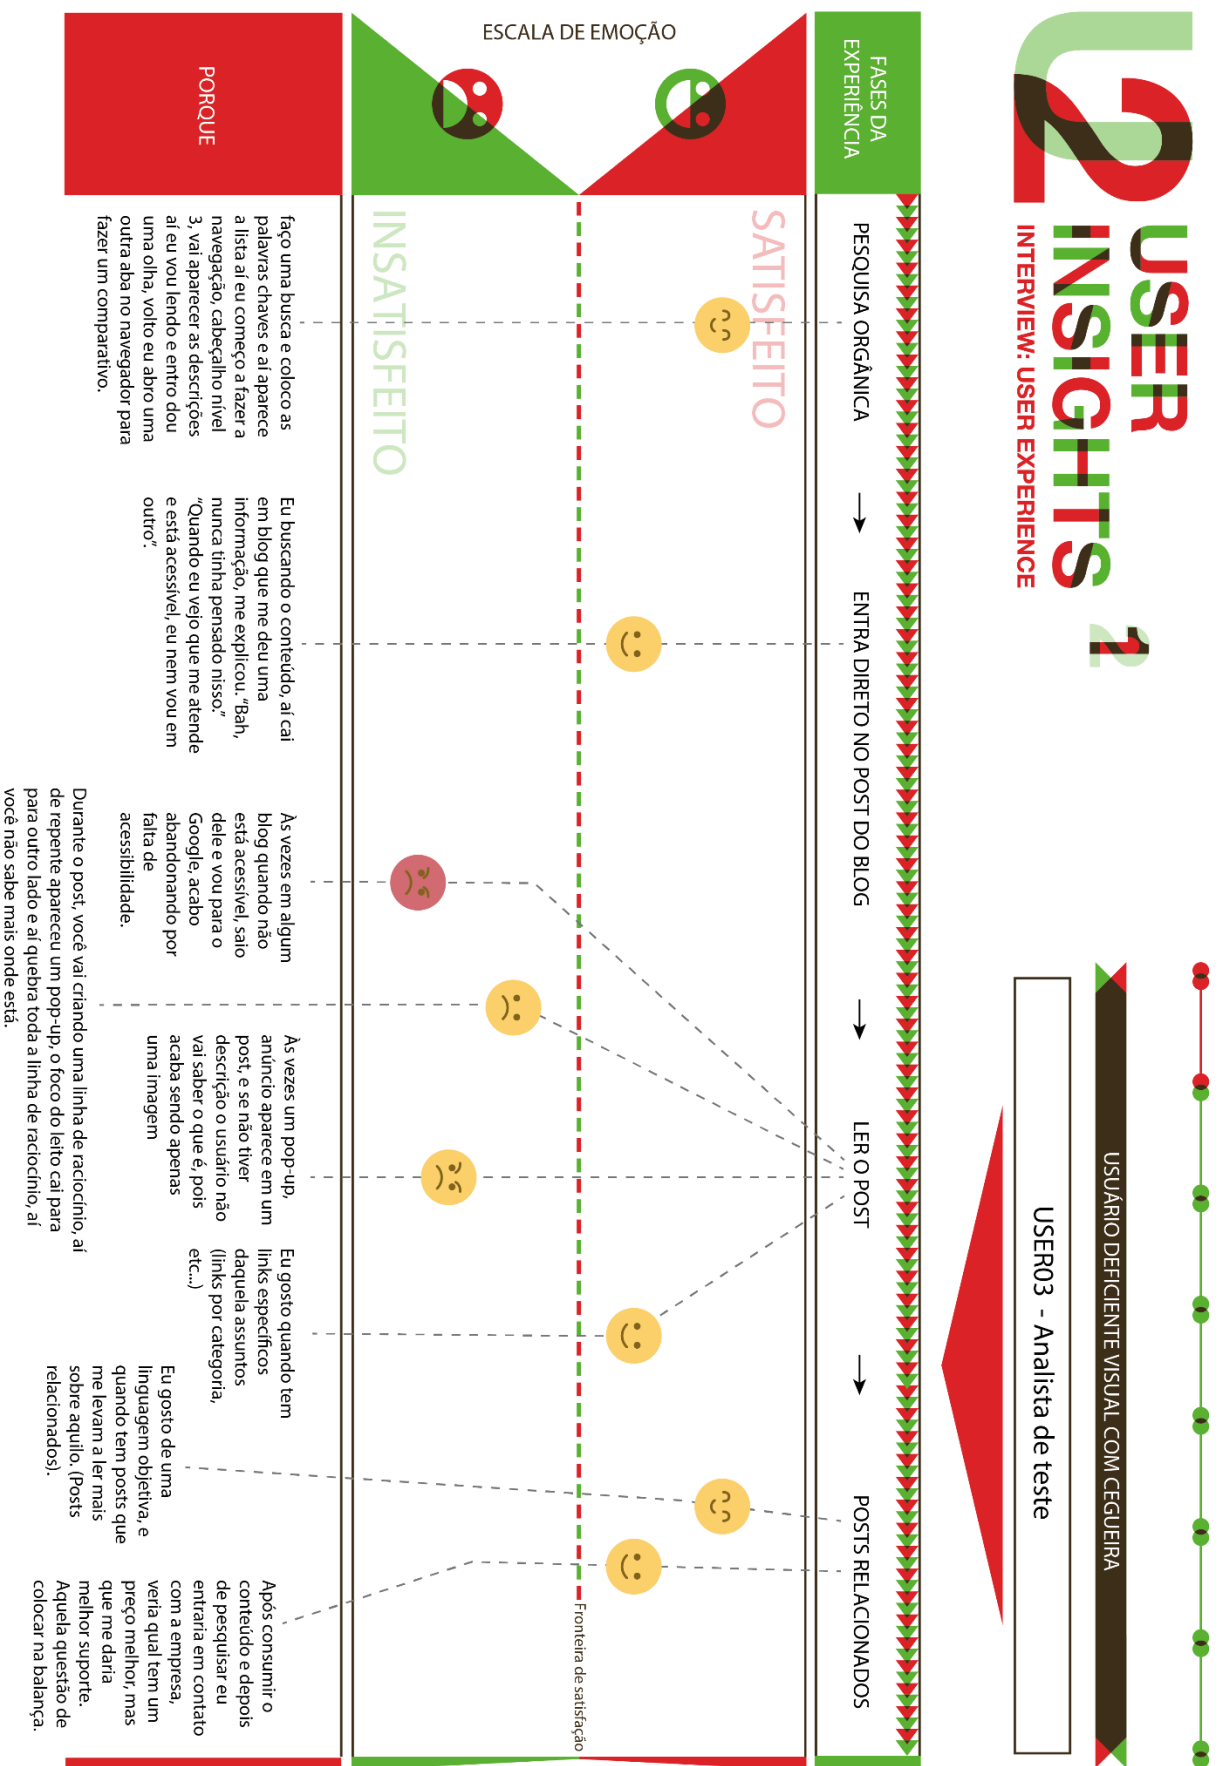 U2
USER
INSIGHTS
INTERVIEW: USER EXPERIENCE
12
USUÁRIO DEFICIENTE VISUAL COM CEGUEIRA
USER03 - Analista de teste
FASES DA
EXPERIÊNCIA
PESQUISA ORGÂNICA
ENTRA DIRETO NO POST DO BLOG
LER O POST
POSTS RELACIONADOS
ESCALA DE EMOÇÃO
SATISFEITO
INSATISFEITO
Fronteira de satisfação
PORQUE
faço uma busca e coloco as
palavras chaves e aí aparece
a lista aí eu começo a fazer a
navegação, cabeçalho nível
3, vai aparecer as descrições
aí eu vou lendo e entro dou
uma olha, volto eu abro uma
outra aba no navegador para
fazer um comparativo.
Eu buscando o conteúdo, aí cai
em blog que me deu uma
informação, me explicou. “Bah,
nunca tinha pensado nisso.”
“Quando eu vejo que me atende
e está acessível, eu nem vou em
outro”.
Às vezes em algum
blog quando não
está acessível, saio
dele e vou para o
Google, acabo
abandonando por
falta de
acessibilidade.
Durante o post, você vai criando uma linha de raciocínio, aí
de repente apareceu um pop-up, o foco do leito cai para
para outro lado e aí quebra toda a linha de raciocínio, aí
você não sabe mais onde está.
Às vezes um pop-up,
anúncio aparece em um
post, e se não tiver
descrição o usuário não
vai saber o que é, pois
acaba sendo apenas
uma imagem
Eu gosto quando tem
links específicos
daquela assuntos
(links por categoria,
etc...)
Eu gosto de uma
linguagem objetiva, e
quando tem posts que
me levam a ler mais
sobre aquilo. (Posts
relacionados).
Após consumir o
conteúdo e depois
de pesquisar eu
entraria em contato
com a empresa,
veria qual tem um
preço melhor, mas
que me daria
melhor suporte.
Aquela questão de
colocar na balança.